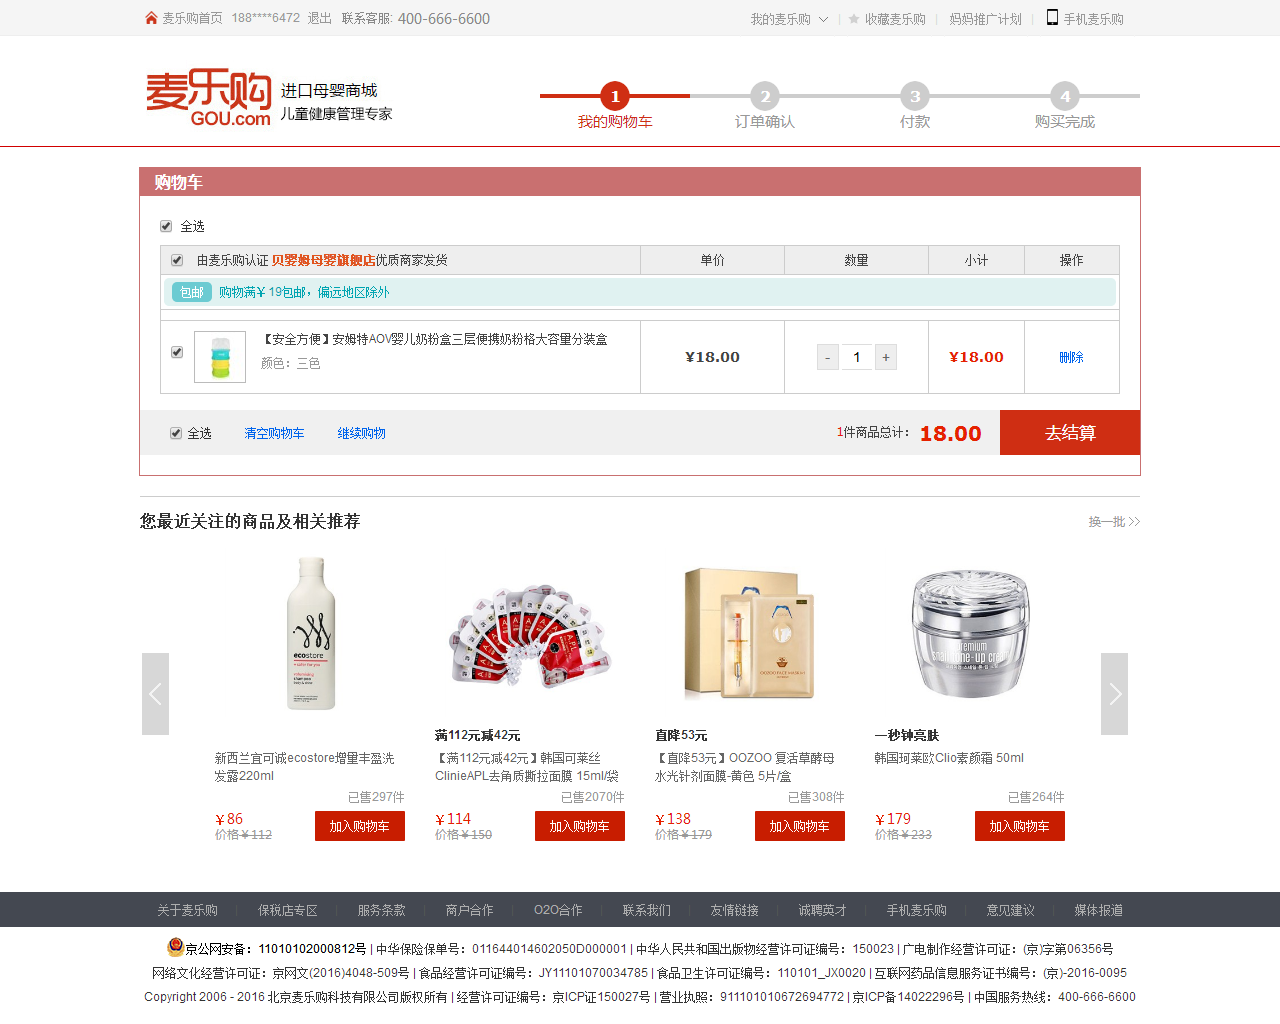 麦乐购首页 188****6472 退出 联系客服: 400-666-6600
我的麦乐购 | 收藏麦乐购 | 妈妈推广计划 | 手机麦乐购
麦乐购
GOU.com
进口母婴商城
儿童健康管理专家
1 2 3 4
我的购物车 订单确认 付款 购买完成
购物车
全选
由麦乐购认证 贝婴姆母婴旗舰店优质商家发货 单价 数量 小计 操作
包邮 购物满￥19包邮，偏远地区除外
【安全方便】安姆特AOV婴儿奶粉盒三层便携奶粉格大容量分装盒
颜色：三色
¥18.00 - 1 + ¥18.00 删除
全选 清空购物车 继续购物 1件商品总计： 18.00 去结算
您最近关注的商品及相关推荐 换一批 >>
满112元减42元 直降53元 一秒钟亮肤
新西兰宜可诚ecostore增量丰盈洗
发露220ml
已售297件
￥86
价格￥112
加入购物车
【满112元减42元】韩国可莱丝
ClinieAPL去角质撕拉面膜 15ml/袋
已售2070件
￥114
价格￥150
加入购物车
【直降53元】OOZOO 复活草酵母
水光针剂面膜-黄色 5片/盒
已售308件
￥138
价格￥179
加入购物车
韩国珂莱欧Clio素颜霜 50ml
已售264件
￥179
价格￥233
加入购物车
关于麦乐购 保税店专区 服务条款 商户合作 O2O合作 联系我们 友情链接 诚聘英才 手机麦乐购 意见建议 媒体报道
京公网安备：11010102000812号 | 中华保险保单号：011644014602050D000001 | 中华人民共和国出版物经营许可证编号：150023 | 广电制作经营许可证：(京)字第06356号
网络文化经营许可证：京网文(2016)4048-509号 | 食品经营许可证编号：JY11101070034785 | 食品卫生许可证编号：110101_JX0020 | 互联网药品信息服务证书编号：(京)-2016-0095
Copyright 2006 - 2016 北京麦乐购科技有限公司版权所有 | 经营许可证编号：京ICP证150027号 | 营业执照：911101010672694772 | 京ICP备14022296号 | 中国服务热线：400-666-6600